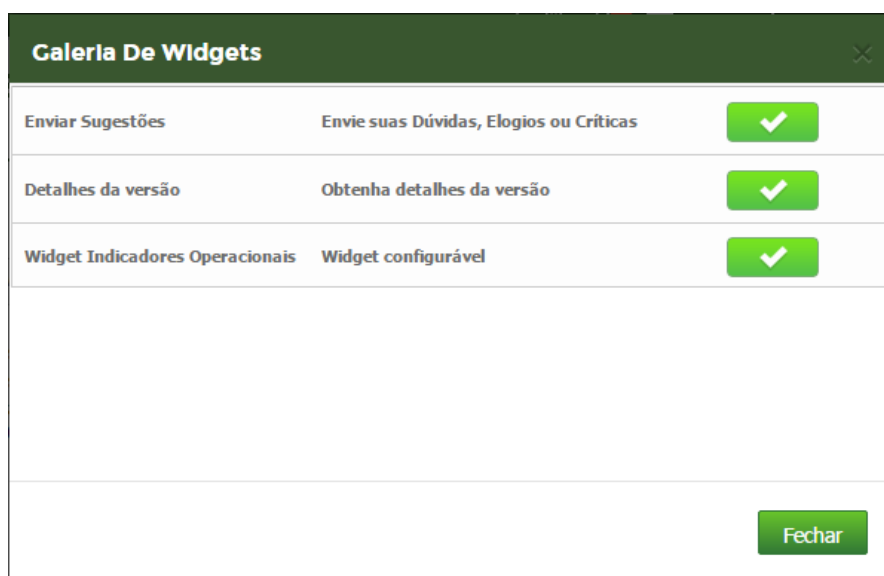 Galeria De Widgets
Enviar Sugestões Envie suas Dúvidas, Elogios ou Críticas
Detalhes da versão Obtenha detalhes da versão
Widget Indicadores Operacionais Widget configurável
Fechar